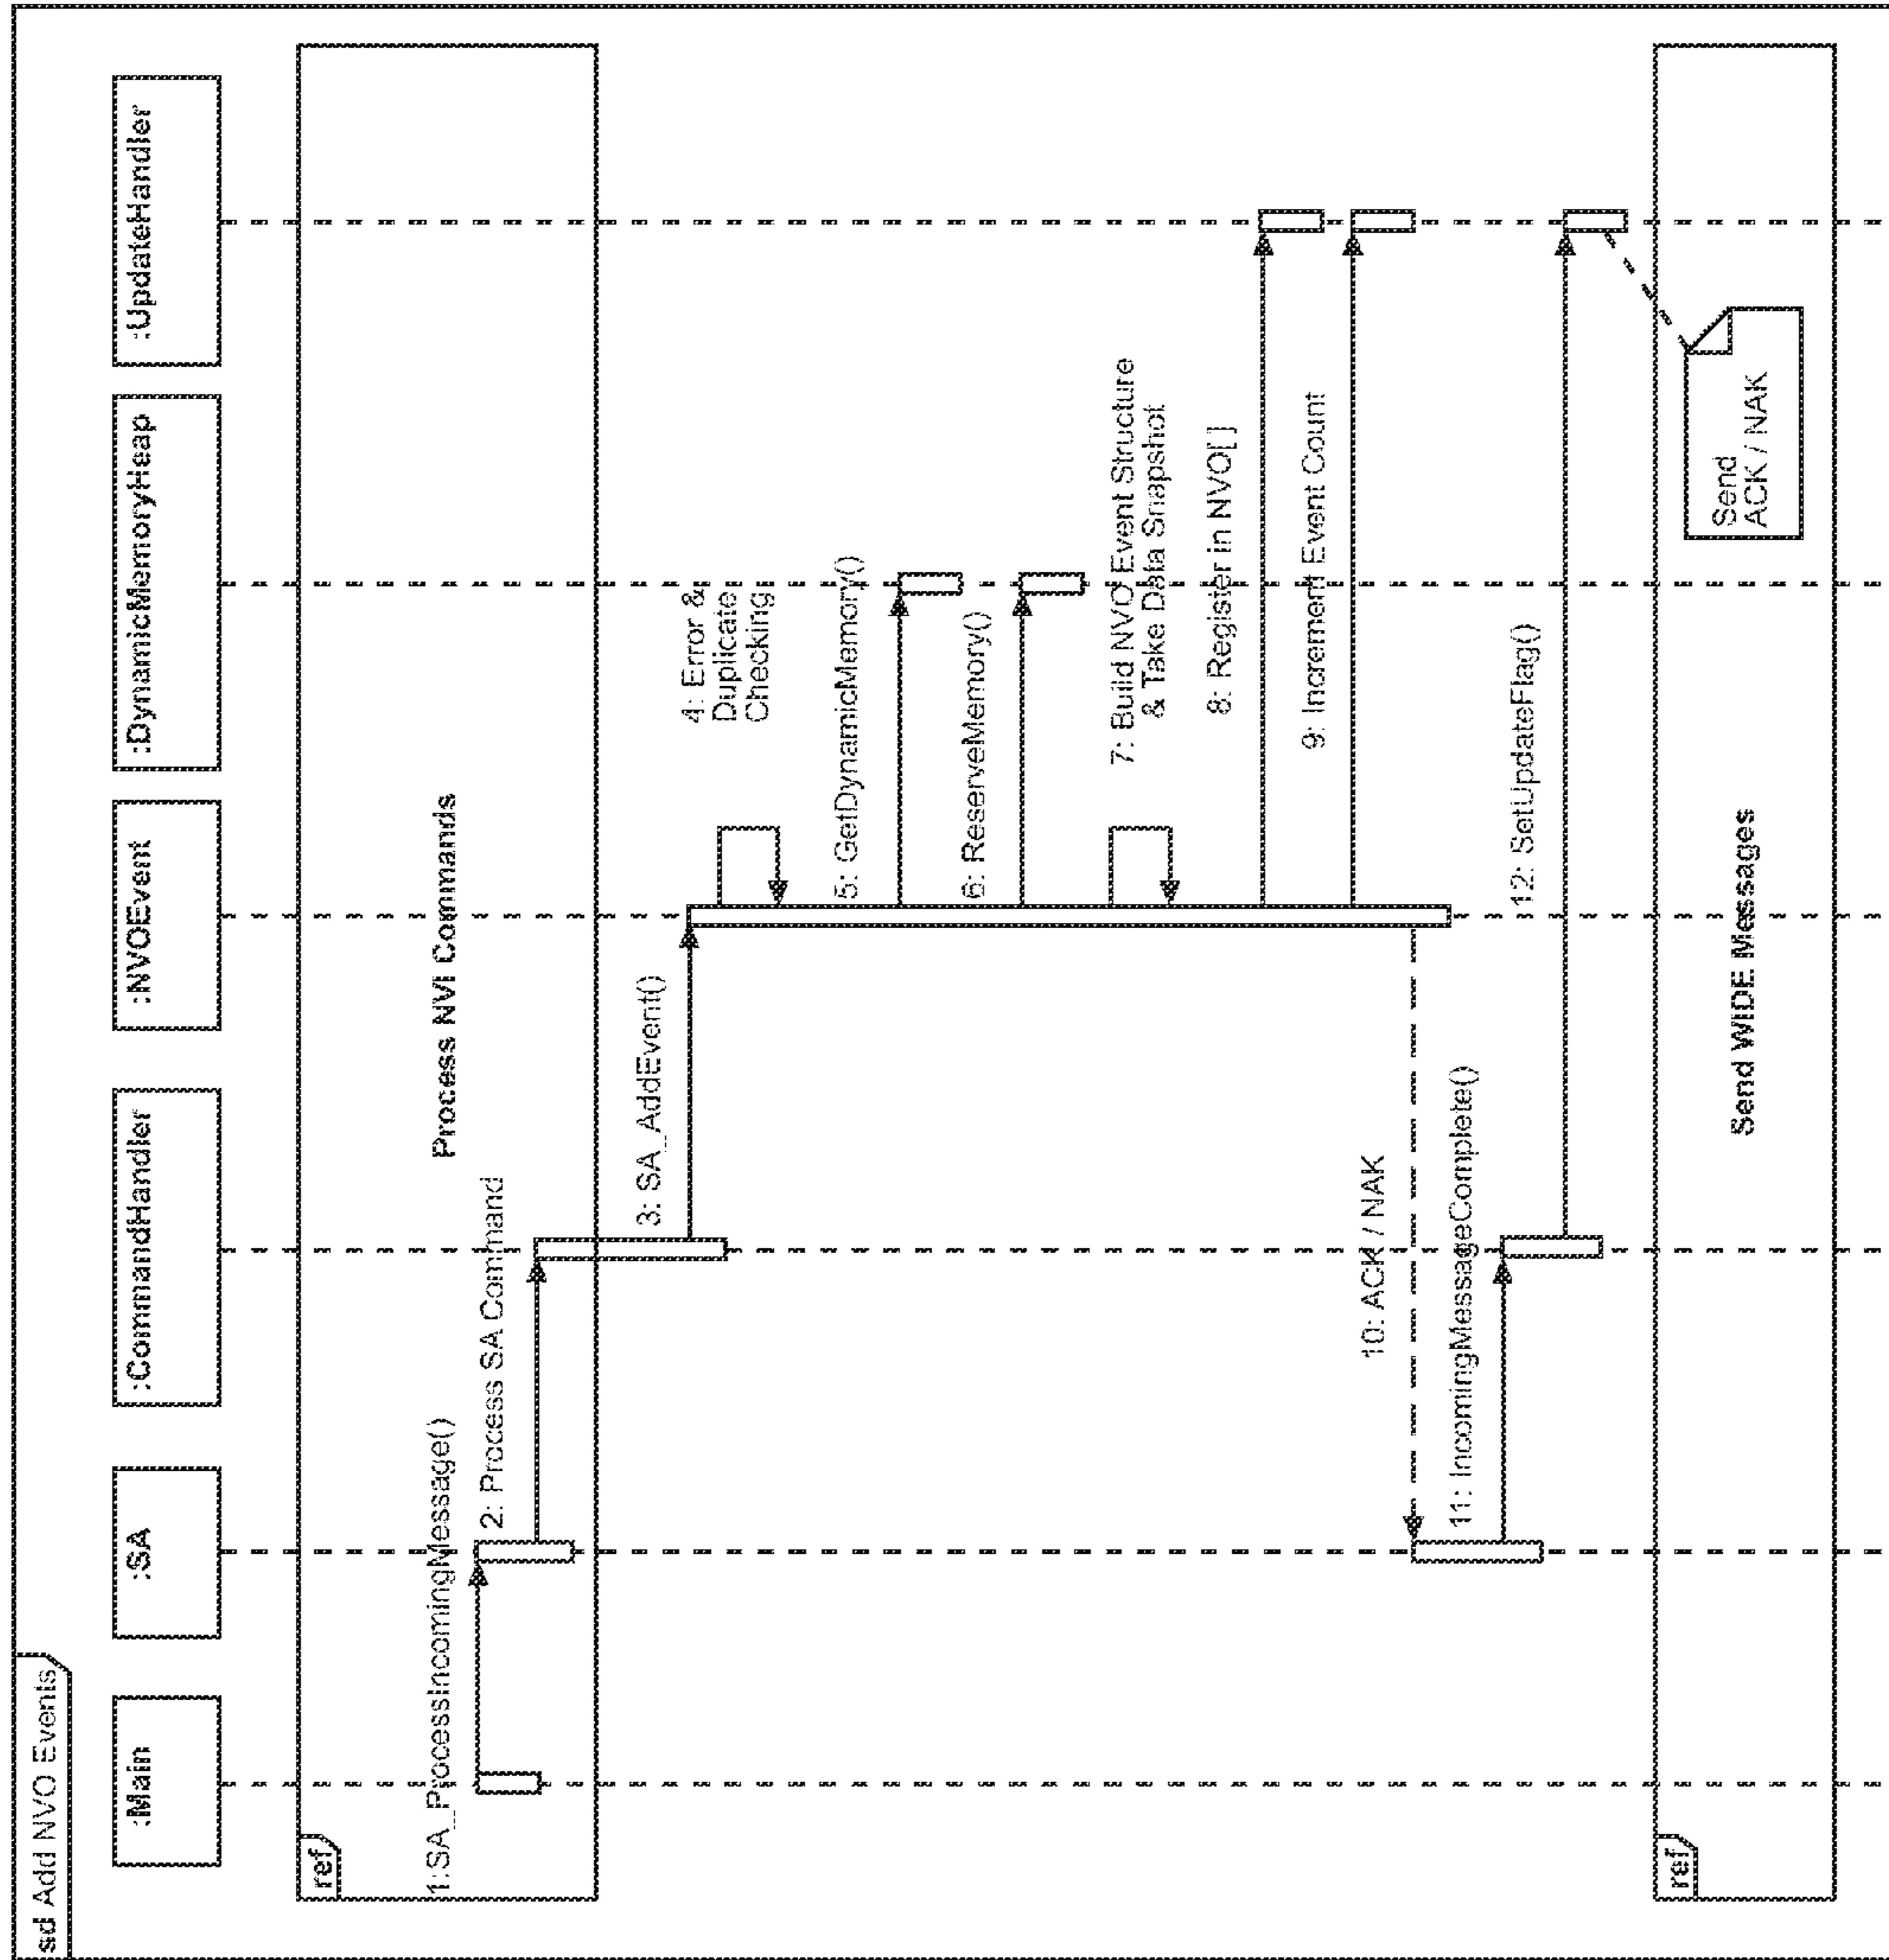 sd Add NVO Events
:Main
:SA
:CommandHandler
:NVOEvent
:DynamicMemoryHeap
:UpdateHandler
ref
Process NVI Commands
1:SA_ProcessIncomingMessage()
2: Process SA Command
3: SA_AddEvent()
4: Error &
Duplicate
Checking
5: GetDynamicMemory()
6: ReserveMemory()
7: Build NVO Event Structure
& Take Data Snapshot
8: Register in NVO[ ]
9: Increment Event Count
10: ACK / NAK
11: IncomingMessageComplete()
12: SetUpdateFlag()
ref
Send WIDE Messages
Send
ACK / NAK